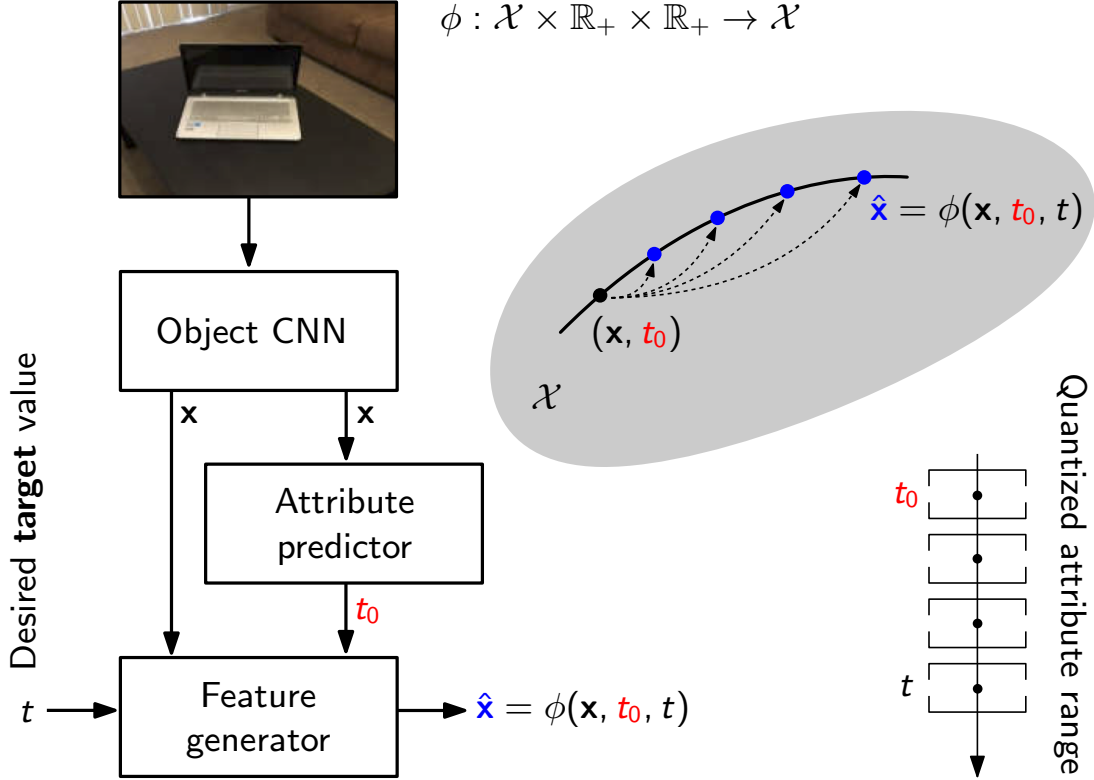 ϕ : 𝒳 × ℝ₊ × ℝ₊ → 𝒳
x̂ = ϕ(x, t₀, t)
(x, t₀)
𝒳
Object CNN
x
x
Desired target value
Attribute
predictor
t₀
t
Feature
generator
x̂ = ϕ(x, t₀, t)
Quantized attribute range
t₀
t